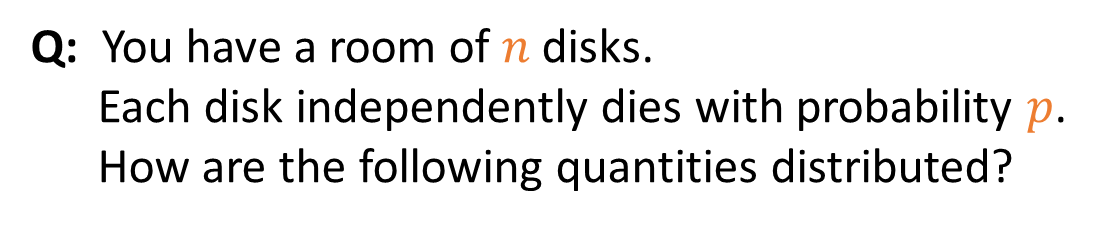 Q: You have a room of n disks.
Each disk independently dies with probability p.
How are the following quantities distributed?